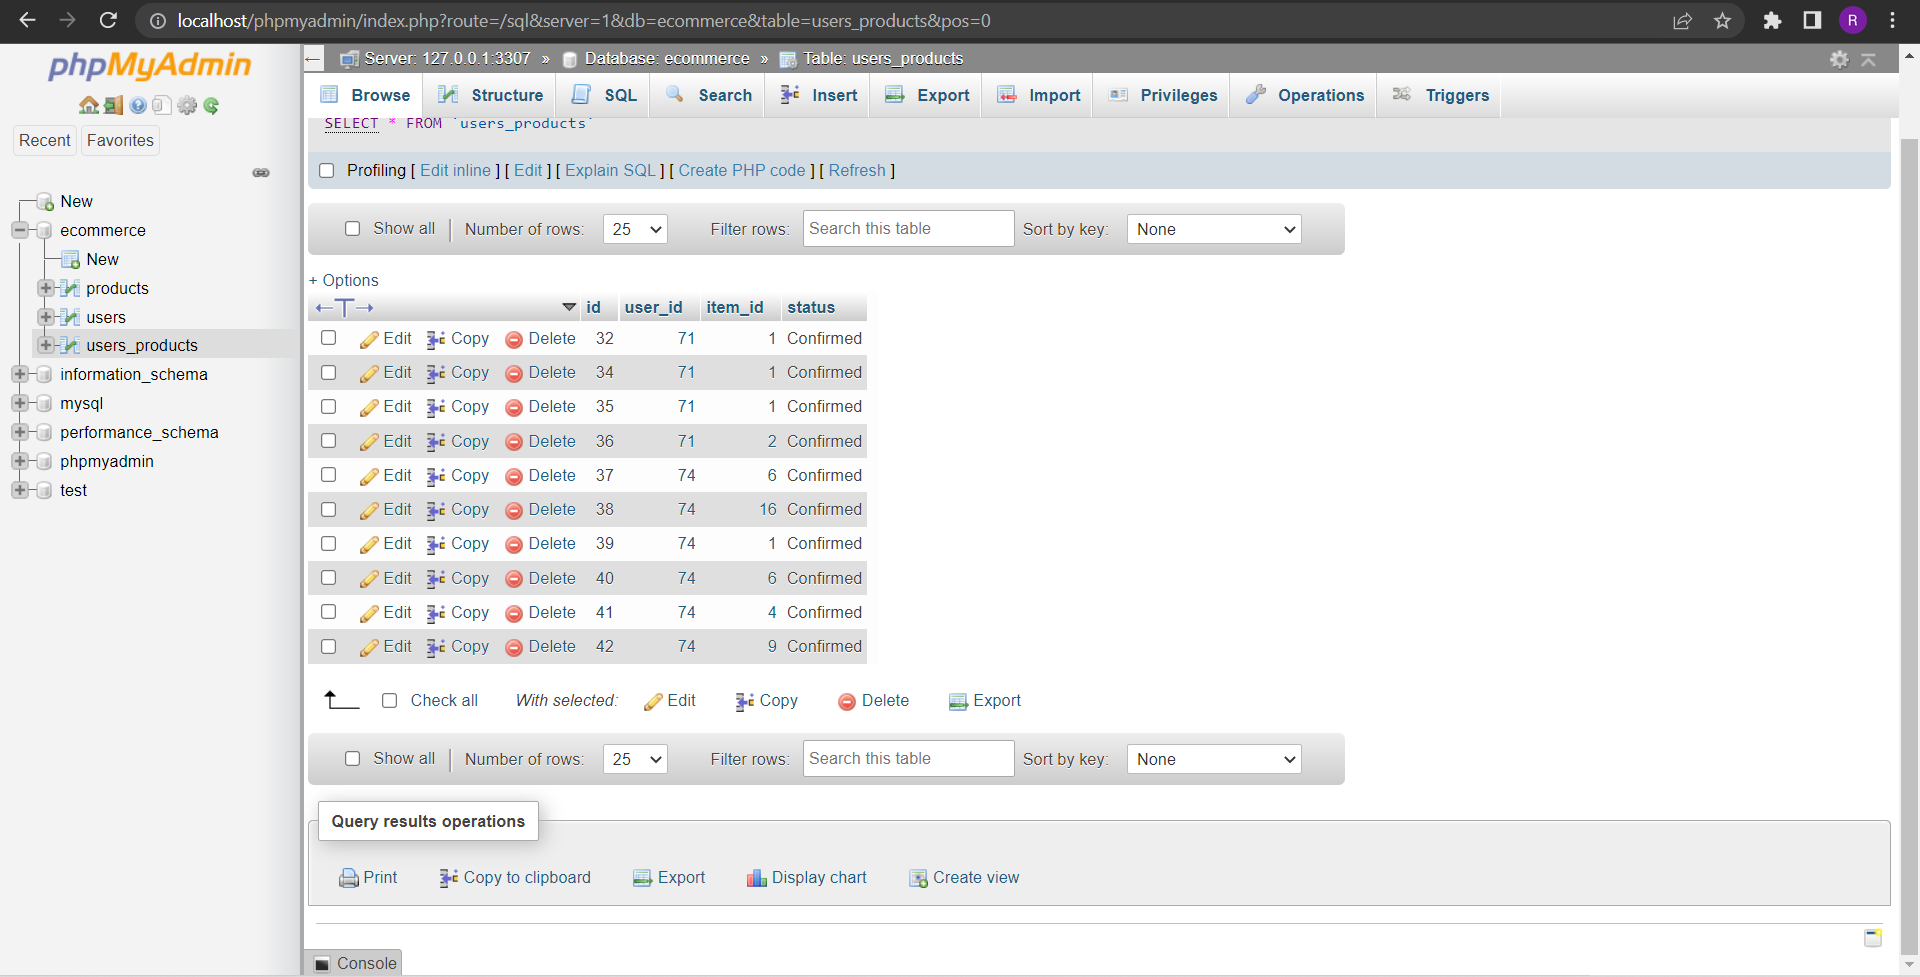 localhost/phpmyadmin/index.php?route=/sql&server=1&db=ecommerce&table=users_products&pos=0
R
phpMyAdmin
Recent Favorites
New
ecommerce
New
products
users
users_products
information_schema
mysql
performance_schema
phpmyadmin
test
Server: 127.0.0.1:3307 » Database: ecommerce » Table: users_products
Browse Structure SQL Search Insert Export Import Privileges Operations Triggers
SELECT * FROM `users_products`
Profiling [ Edit inline ] [ Edit ] [ Explain SQL ] [ Create PHP code ] [ Refresh ]
Show all Number of rows: 25 Filter rows: Search this table Sort by key: None
+ Options
id user_id item_id status
Edit Copy Delete 32 71 1 Confirmed
Edit Copy Delete 34 71 1 Confirmed
Edit Copy Delete 35 71 1 Confirmed
Edit Copy Delete 36 71 2 Confirmed
Edit Copy Delete 37 74 6 Confirmed
Edit Copy Delete 38 74 16 Confirmed
Edit Copy Delete 39 74 1 Confirmed
Edit Copy Delete 40 74 6 Confirmed
Edit Copy Delete 41 74 4 Confirmed
Edit Copy Delete 42 74 9 Confirmed
Check all With selected: Edit Copy Delete Export
Show all Number of rows: 25 Filter rows: Search this table Sort by key: None
Query results operations
Print Copy to clipboard Export Display chart Create view
Console